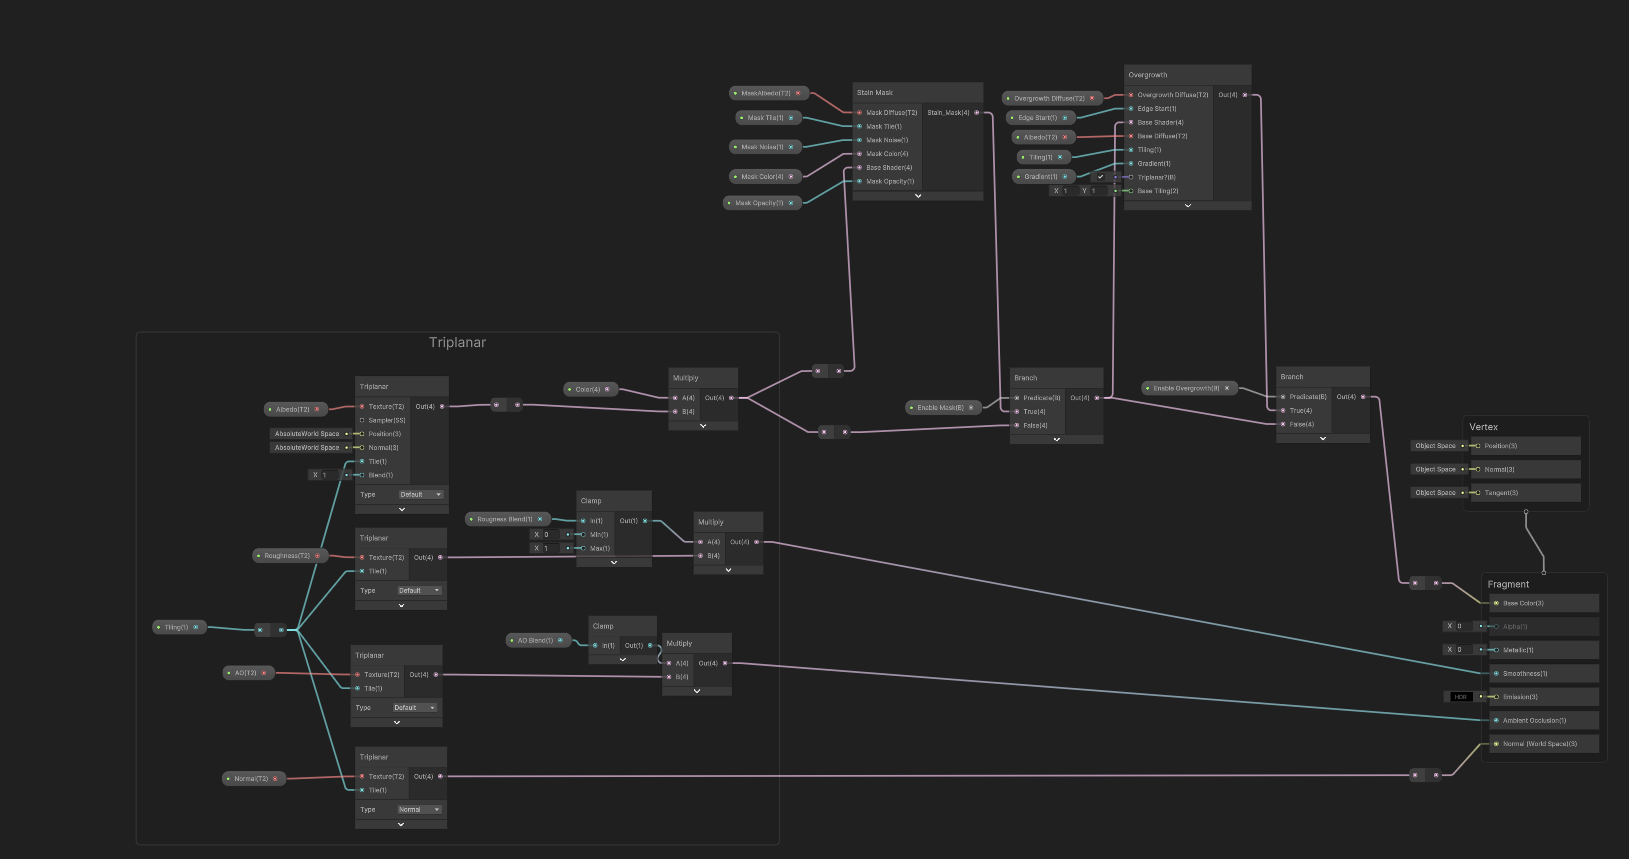 Overgrowth
Overgrowth Diffuse(T2)
Edge Start(1)
Albedo(T2)
Tiling(1)
Gradient(1)
X 1 Y 1
Overgrowth Diffuse(T2) Out(4)
Edge Start(1)
Base Shader(4)
Base Diffuse(T2)
Tiling(1)
Gradient(1)
Triplanar?(B)
Base Tiling(2)
MaskAlbedo(T2)
Mask Tile(1)
Mask Noise(1)
Mask Color(4)
Mask Opacity(1)
Stain Mask
Mask Diffuse(T2) Stain_Mask(4)
Mask Tile(1)
Mask Noise(1)
Mask Color(4)
Base Shader(4)
Mask Opacity(1)
Triplanar
Triplanar
Albedo(T2)
Texture(T2) Out(4)
Sampler(SS)
AbsoluteWorld Space
Position(3)
AbsoluteWorld Space
Normal(3)
Tile(1)
X 1
Blend(1)
Type Default
Color(4)
Multiply
A(4) Out(4)
B(4)
Enable Mask(B)
Branch
Predicate(B) Out(4)
True(4)
False(4)
Enable Overgrowth(B)
Branch
Predicate(B) Out(4)
True(4)
False(4)
Vertex
Object Space Position(3)
Object Space Normal(3)
Object Space Tangent(3)
Rougness Blend(1)
Clamp
In(1) Out(1)
X 0 Min(1)
X 1 Max(1)
Multiply
A(4) Out(4)
B(4)
Triplanar
Roughness(T2)
Texture(T2) Out(4)
Tile(1)
Type Default
Tiling(1)
AO Blend(1)
Clamp
In(1) Out(1)
Multiply
A(4) Out(4)
B(4)
Triplanar
AO(T2)
Texture(T2) Out(4)
Tile(1)
Type Default
Fragment
Base Color(3)
X 0 Alpha(1)
X 0 Metallic(1)
Smoothness(1)
HDR Emission(3)
Ambient Occlusion(1)
Normal (World Space)(3)
Triplanar
Normal(T2)
Texture(T2) Out(4)
Tile(1)
Type Normal